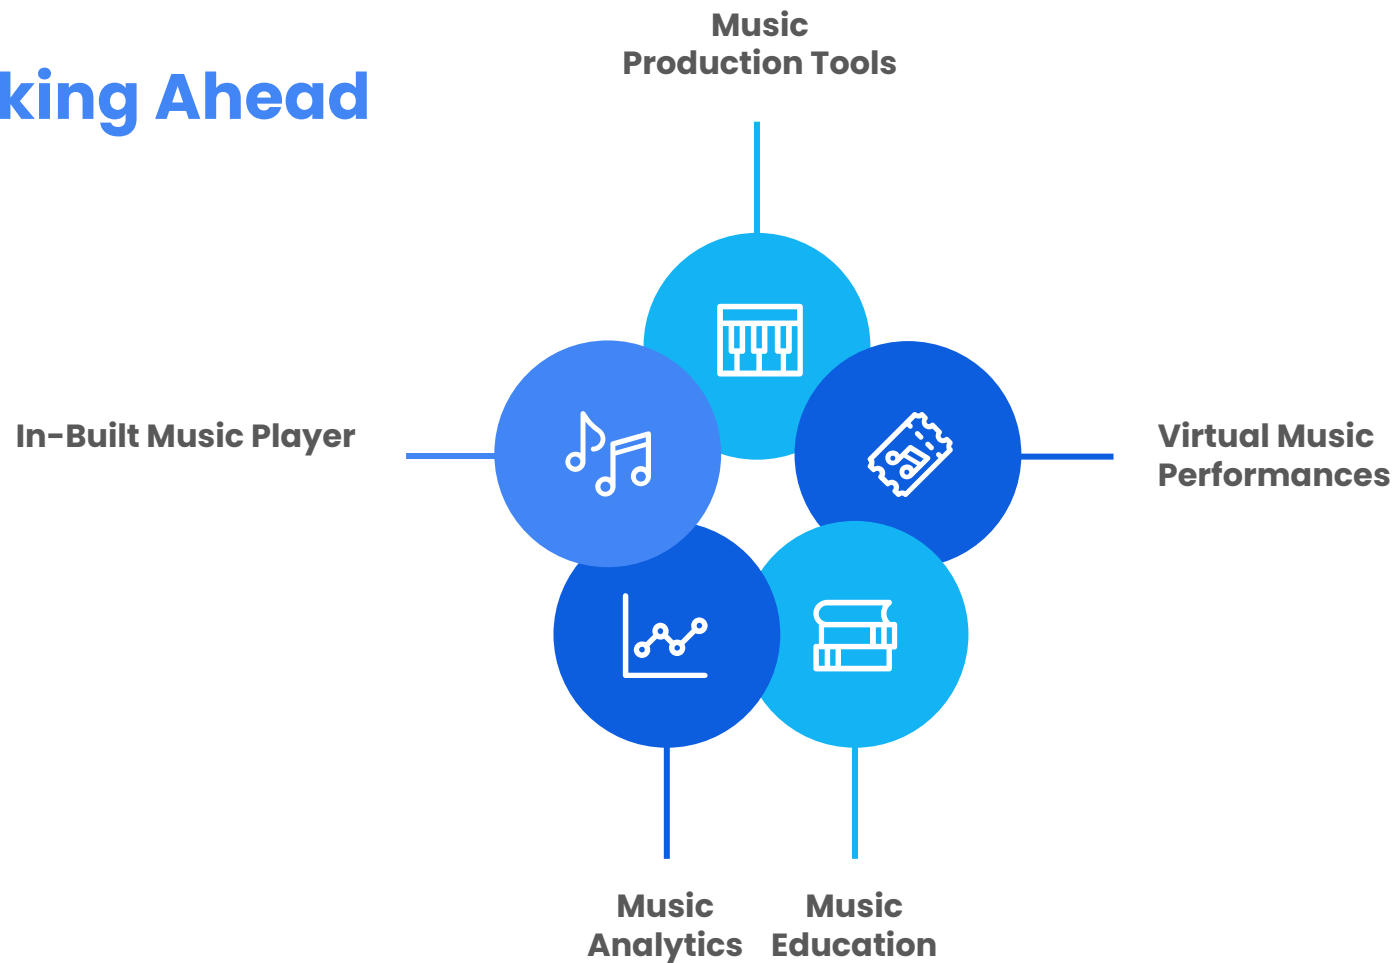 Music
Production Tools
king Ahead
In-Built Music Player
Virtual Music
Performances
Music
Analytics
Music
Education